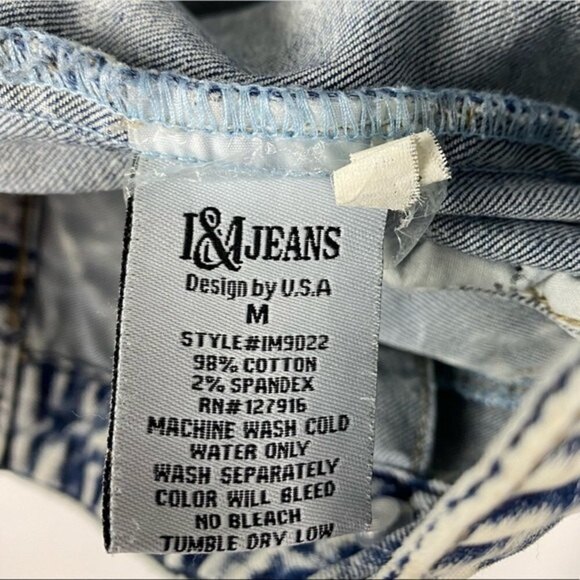 I&M JEANS
Design by U.S.A
M
STYLE#IM9022
98% COTTON
2% SPANDEX
RN#127916
MACHINE WASH COLD
WATER ONLY
WASH SEPARATELY
COLOR WILL BLEED
NO BLEACH
TUMBLE DRY LOW